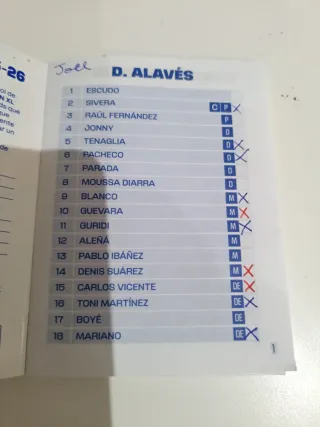 -26
Joel
D. ALAVÉS
1 ESCUDO
2 SIVERA C P X
3 RAÚL FERNÁNDEZ P
4 JONNY D
5 TENAGLIA D X
6 PACHECO D X
7 PARADA D
8 MOUSSA DIARRA D
9 BLANCO M X
10 GUEVARA M X
11 GURIDI M X
12 ALEÑÁ M
13 PABLO IBÁÑEZ M
14 DENIS SUÁREZ M X
15 CARLOS VICENTE DE X
16 TONI MARTÍNEZ DE X
17 BOYÉ DE
18 MARIANO DE X
1